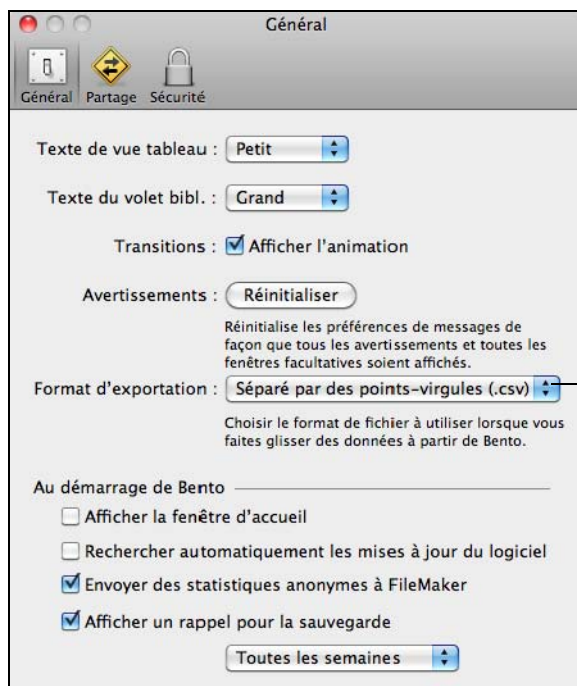 Général
Général Partage Sécurité
Texte de vue tableau : Petit
Texte du volet bibl. : Grand
Transitions : Afficher l'animation
Avertissements : Réinitialiser
Réinitialise les préférences de messages de
façon que tous les avertissements et toutes les
fenêtres facultatives soient affichés.
Format d'exportation : Séparé par des points-virgules (.csv)
Choisir le format de fichier à utiliser lorsque vous
faites glisser des données à partir de Bento.
Au démarrage de Bento
Afficher la fenêtre d'accueil
Rechercher automatiquement les mises à jour du logiciel
Envoyer des statistiques anonymes à FileMaker
Afficher un rappel pour la sauvegarde
Toutes les semaines